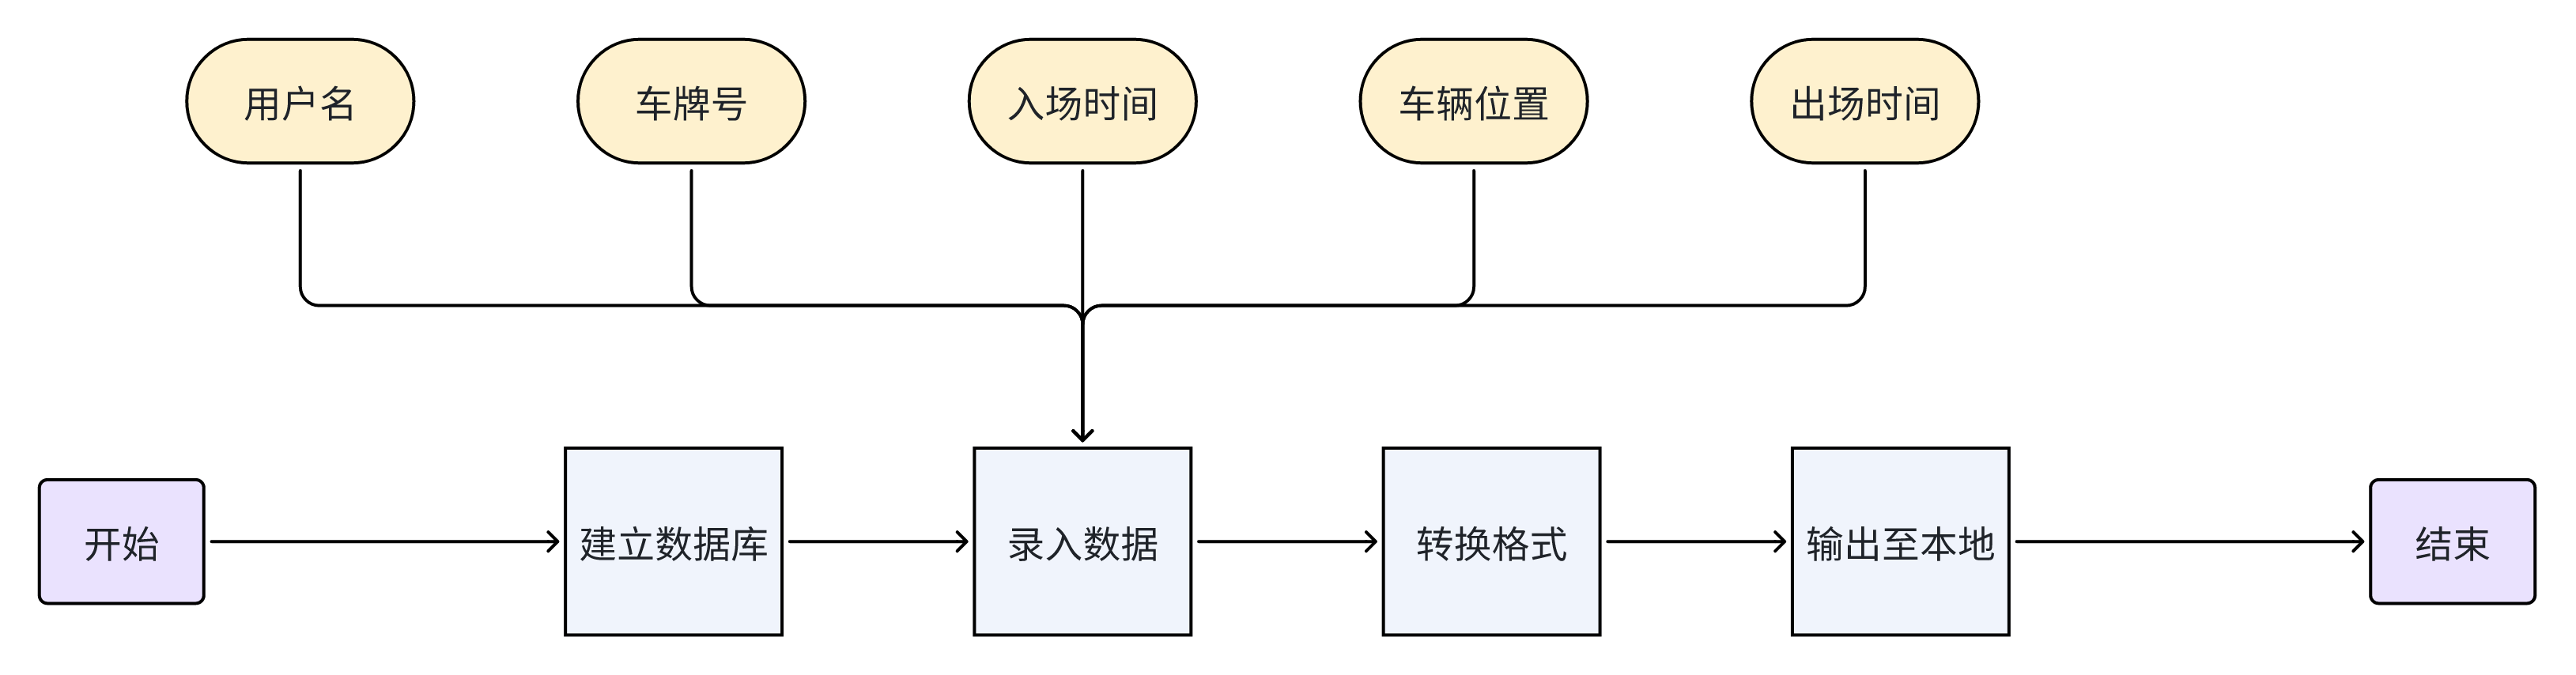 用户名
车牌号
入场时间
车辆位置
出场时间
开始
建立数据库
录入数据
转换格式
输出至本地
结束